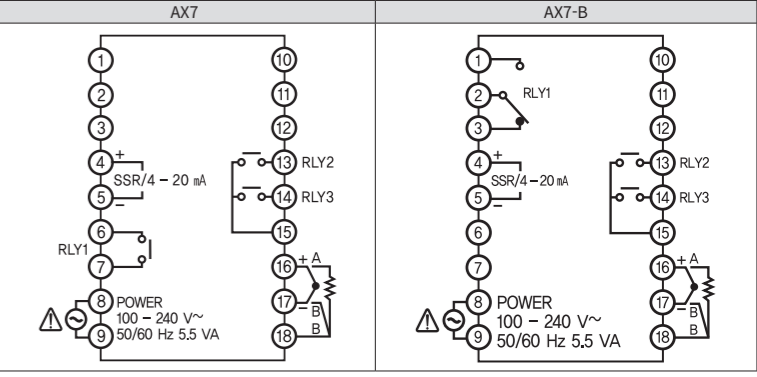 AX7
1
10
2
11
3
12
4
+
13 RLY2
SSR/4 – 20 mA
5
–
14 RLY3
6
15
RLY1
7
16
+ A
8 POWER
17
– B
100 – 240 V~
9
50/60 Hz 5.5 VA
18
B
AX7-B
1
10
2
RLY1
11
3
12
4
+
13 RLY2
SSR/4 – 20 mA
5
–
14 RLY3
6
15
7
16
+ A
8 POWER
17
– B
100 – 240 V~
9
50/60 Hz 5.5 VA
18
B